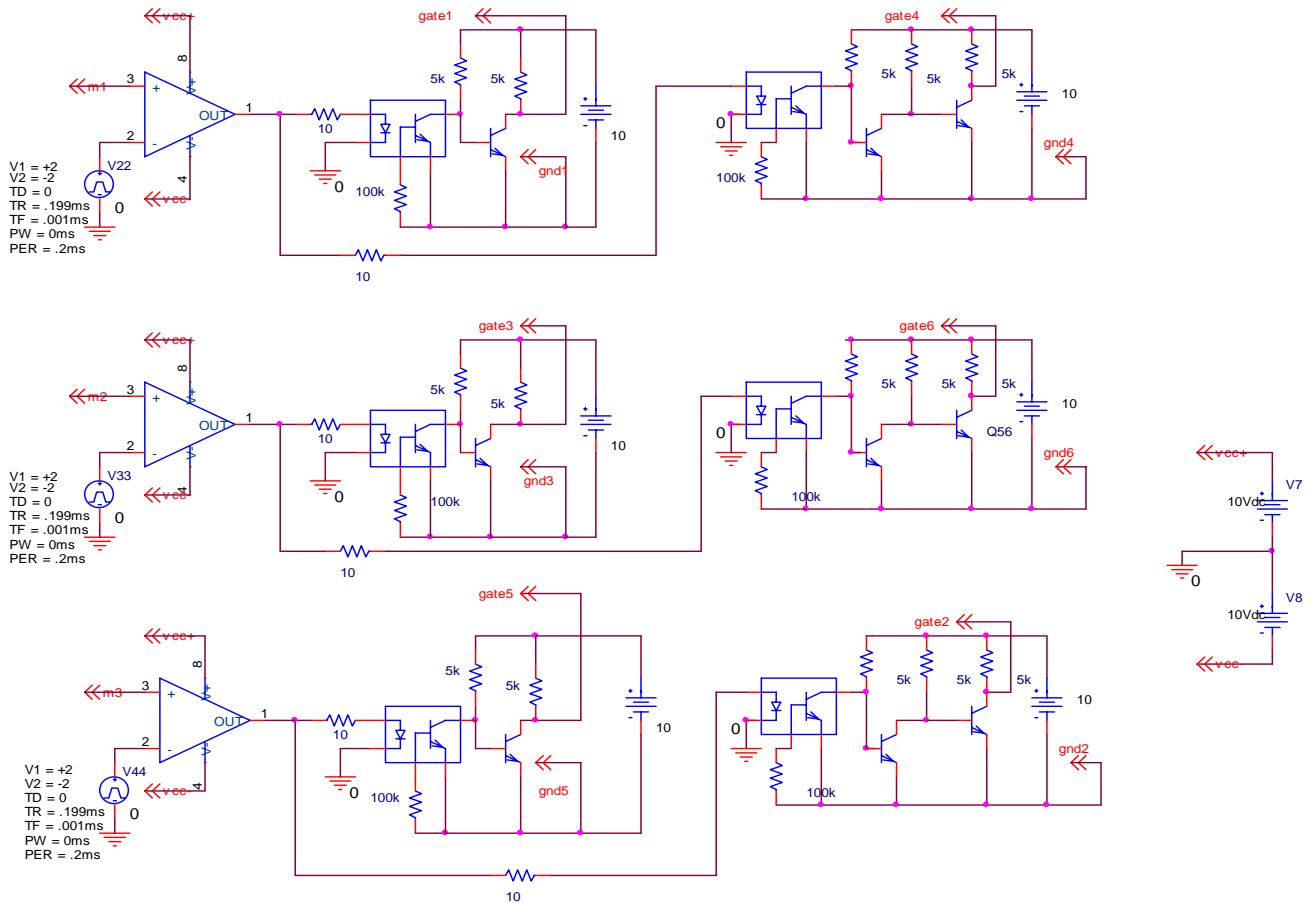 vcc+
8
V+
3
m1
+
1
OUT
2
-
V-
4
vcc-
V22
0
V1 = +2
V2 = -2
TD = 0
TR = .199ms
TF = .001ms
PW = 0ms
PER = .2ms
10
0
gate1
5k
5k
100k
gnd1
+
-
10
10
gate4
0
100k
5k
5k
5k
+
-
10
gnd4
vcc+
8
V+
3
m2
+
1
OUT
2
-
V-
4
vcc-
V33
0
V1 = +2
V2 = -2
TD = 0
TR = .199ms
TF = .001ms
PW = 0ms
PER = .2ms
10
0
gate3
5k
5k
100k
gnd3
+
-
10
10
gate6
0
100k
5k
5k
5k
Q56
+
-
10
gnd6
vcc+
V7
+
10Vdc
-
0
V8
+
10Vdc
-
vcc-
vcc+
8
V+
3
m3
+
1
OUT
2
-
V-
4
vcc-
V44
0
V1 = +2
V2 = -2
TD = 0
TR = .199ms
TF = .001ms
PW = 0ms
PER = .2ms
10
0
gate5
5k
5k
100k
gnd5
+
-
10
10
gate2
0
100k
5k
5k
5k
+
-
10
gnd2